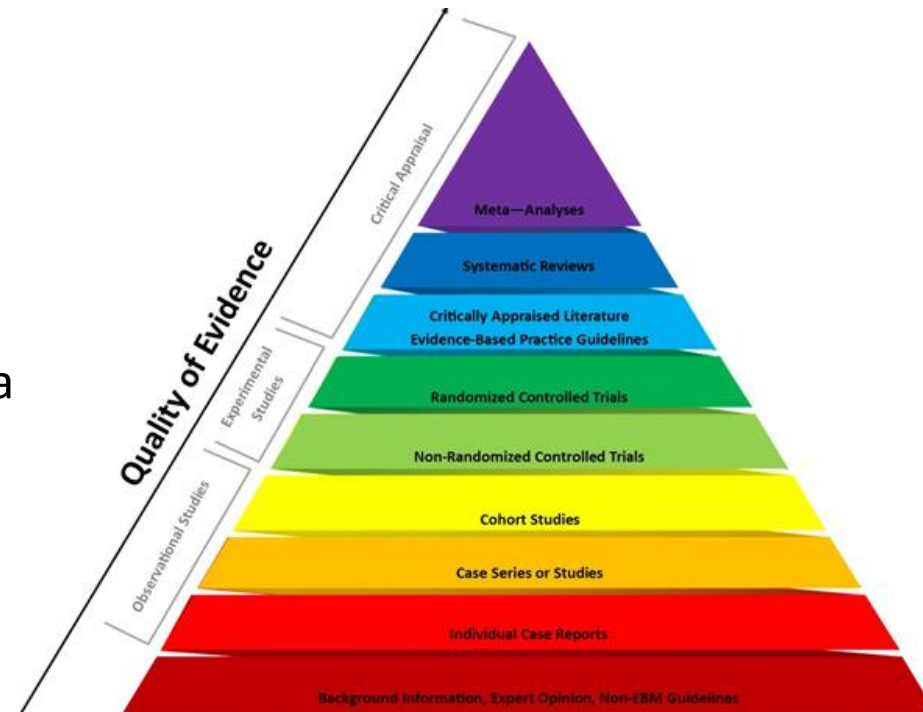 Quality of Evidence
Critical Appraisal
Experimental
Studies
Observational Studies
a
Meta—Analyses
Systematic Reviews
Critically Appraised Literature
Evidence-Based Practice Guidelines
Randomized Controlled Trials
Non-Randomized Controlled Trials
Cohort Studies
Case Series or Studies
Individual Case Reports
Background Information, Expert Opinion, Non-EBM Guidelines